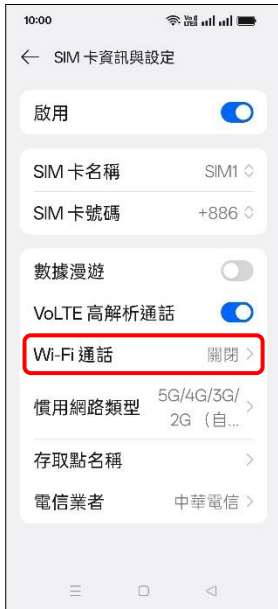 10:00
← SIM 卡資訊與設定
啟用
SIM 卡名稱 SIM1
SIM 卡號碼 +886
數據漫遊
VoLTE 高解析通話
Wi-Fi 通話 關閉 >
慣用網路類型 5G/4G/3G/
2G（自... >
存取點名稱 >
電信業者 中華電信 >